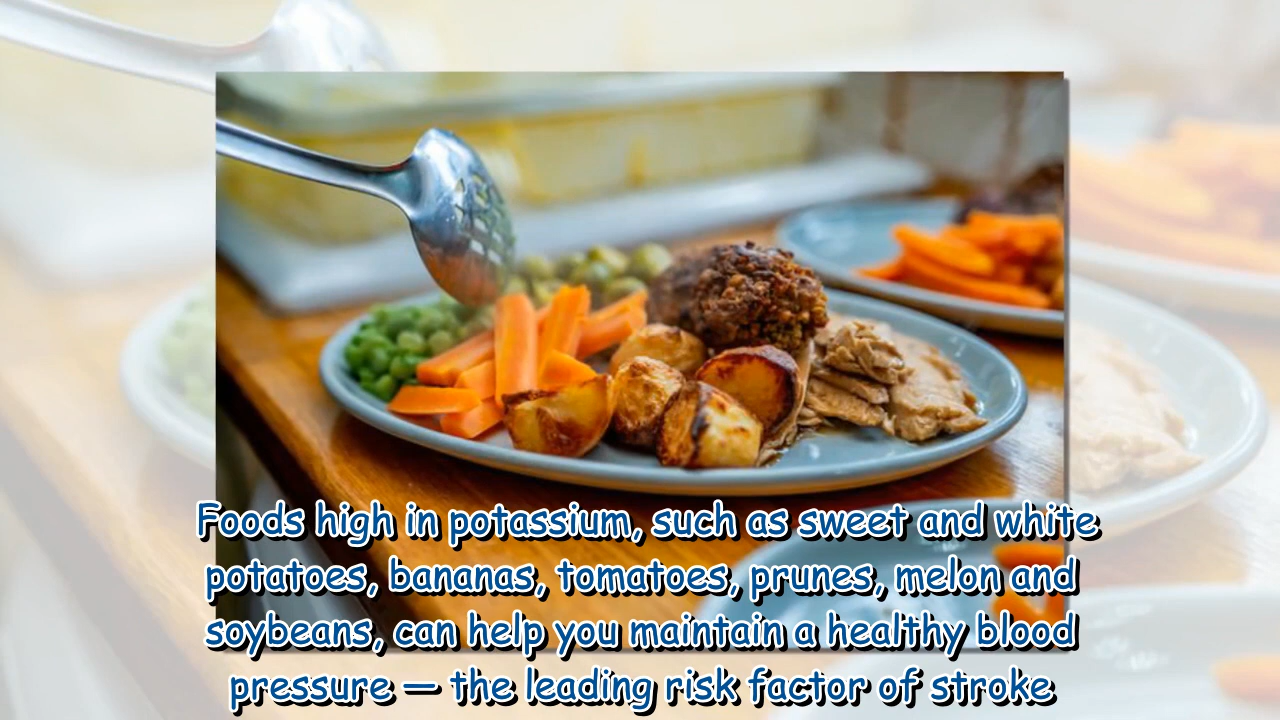 Foods high in potassium, such as sweet and white
potatoes, bananas, tomatoes, prunes, melon and
soybeans, can help you maintain a healthy blood
pressure — the leading risk factor of stroke